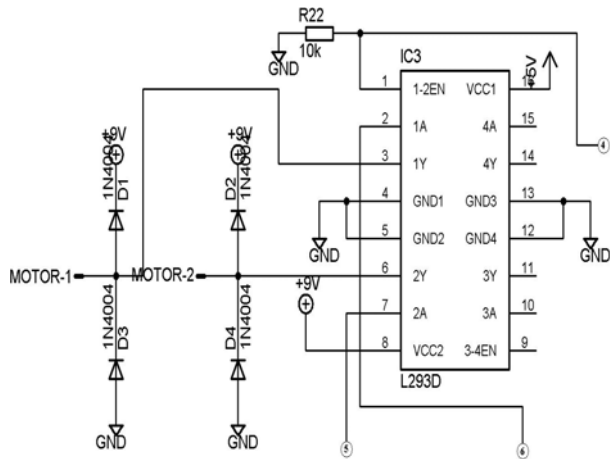 R22
10k
GND
IC3
1 1-2EN VCC1 16 +5V
2 1A 4A 15
3 1Y 4Y 14
4 GND1 GND3 13
5 GND2 GND4 12
6 2Y 3Y 11
7 2A 3A 10
8 VCC2 3-4EN 9
L293D
4
+9V
1N4004
D1
+9V
1N4004
D2
GND
GND
MOTOR-1
MOTOR-2
+9V
1N4004
D3
1N4004
D4
GND
GND
5
6